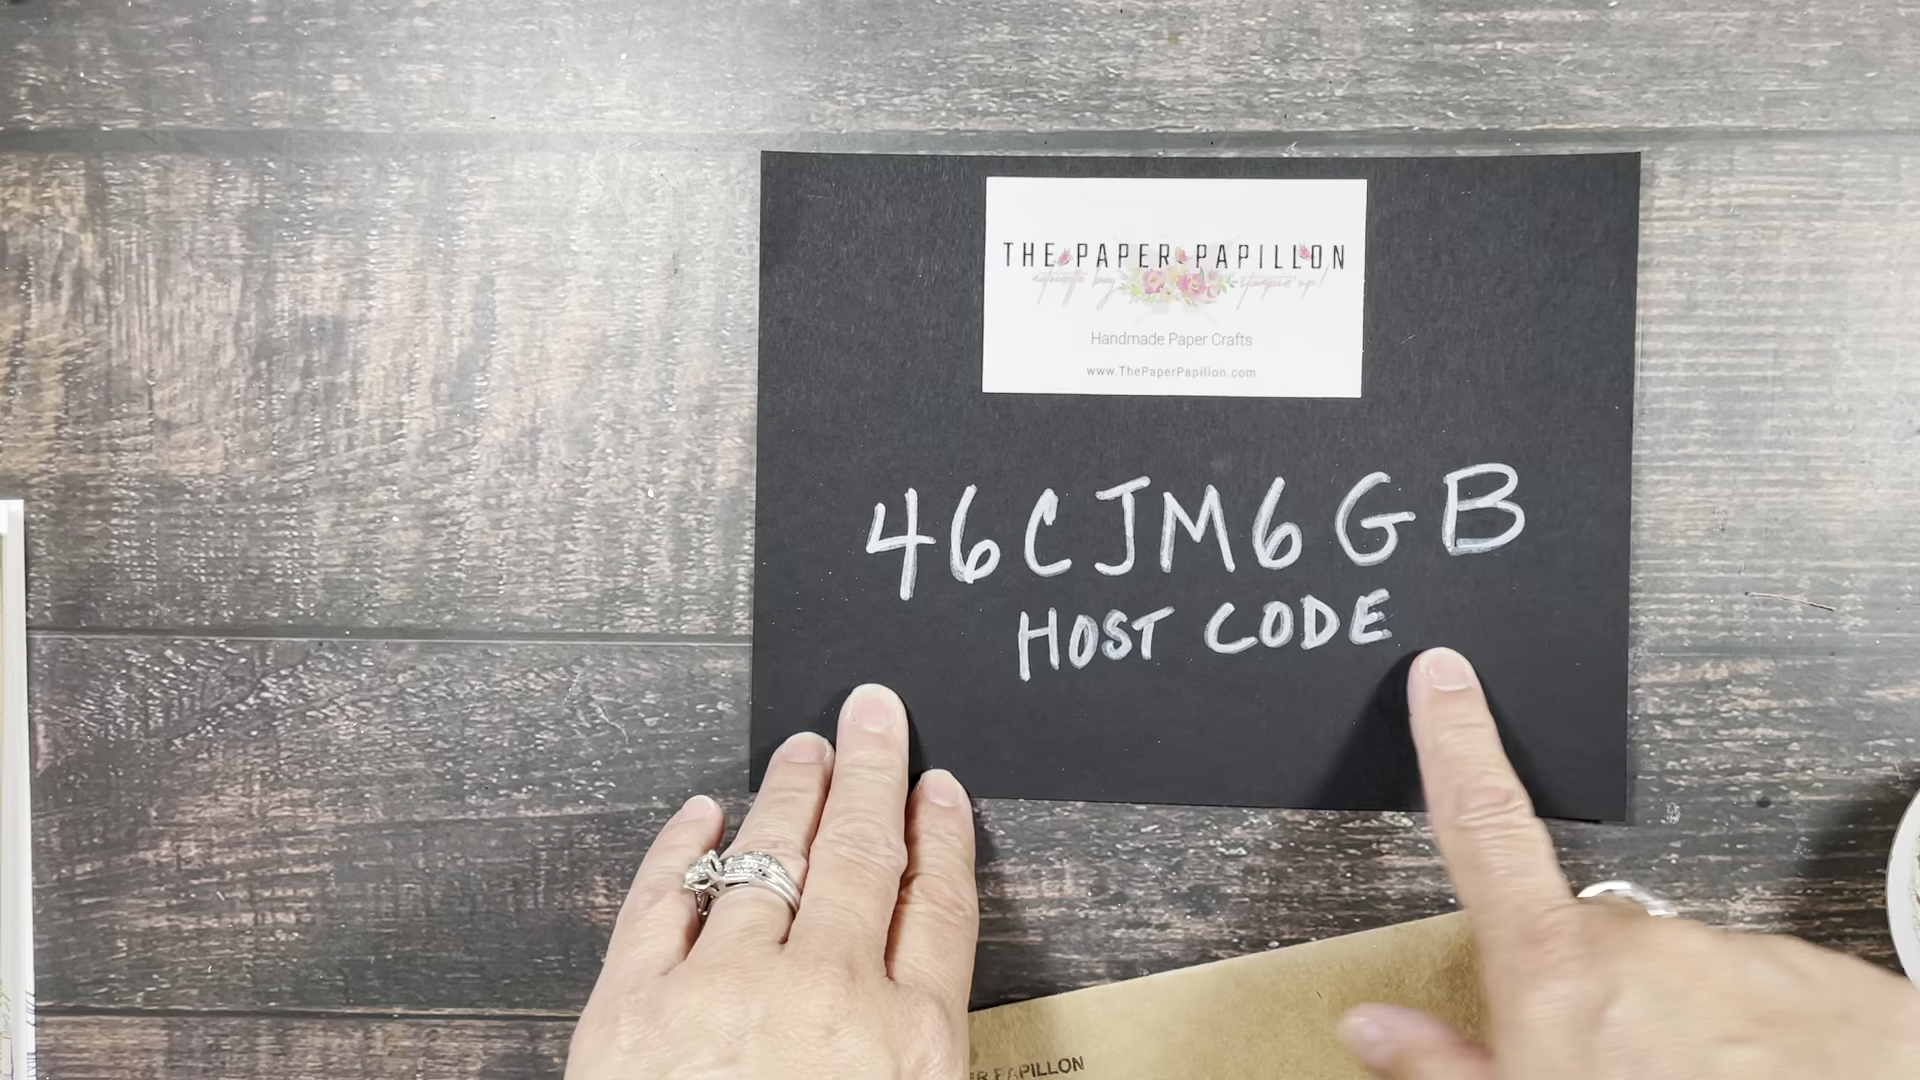 THE PAPER PAPILLON
Handmade Paper Crafts
www.ThePaperPapillon.com
46CJM6GB
HOST CODE
PAPILLON